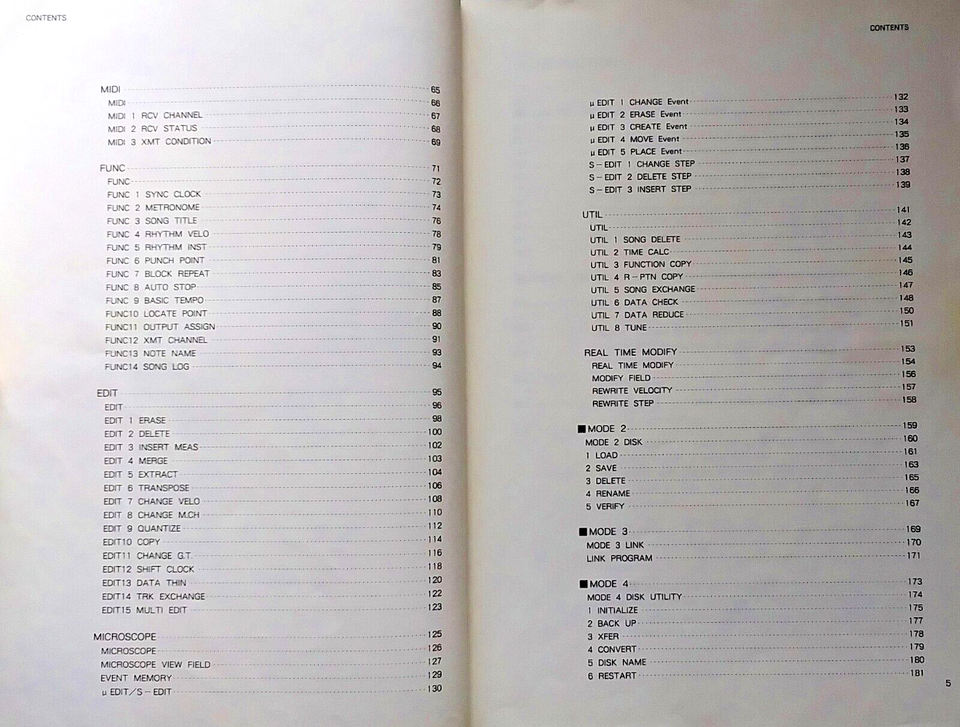 CONTENTS
MIDI 65
MIDI 66
MIDI 1 RCV CHANNEL 67
MIDI 2 RCV STATUS 68
MIDI 3 XMT CONDITION 69
FUNC 71
FUNC 72
FUNC 1 SYNC CLOCK 73
FUNC 2 METRONOME 74
FUNC 3 SONG TITLE 76
FUNC 4 RHYTHM VELO 78
FUNC 5 RHYTHM INST 79
FUNC 6 PUNCH POINT 81
FUNC 7 BLOCK REPEAT 83
FUNC 8 AUTO STOP 85
FUNC 9 BASIC TEMPO 87
FUNC10 LOCATE POINT 88
FUNC11 OUTPUT ASSIGN 90
FUNC12 XMT CHANNEL 91
FUNC13 NOTE NAME 93
FUNC14 SONG LOG 94
EDIT 95
EDIT 96
EDIT 1 ERASE 98
EDIT 2 DELETE 100
EDIT 3 INSERT MEAS 102
EDIT 4 MERGE 103
EDIT 5 EXTRACT 104
EDIT 6 TRANSPOSE 106
EDIT 7 CHANGE VELO 108
EDIT 8 CHANGE M.CH 110
EDIT 9 QUANTIZE 112
EDIT10 COPY 114
EDIT11 CHANGE G.T. 116
EDIT12 SHIFT CLOCK 118
EDIT13 DATA THIN 120
EDIT14 TRK EXCHANGE 122
EDIT15 MULTI EDIT 123
MICROSCOPE 125
MICROSCOPE 126
MICROSCOPE VIEW FIELD 127
EVENT MEMORY 129
μ EDIT/S-EDIT 130
CONTENTS
μ EDIT 1 CHANGE Event 132
μ EDIT 2 ERASE Event 133
μ EDIT 3 CREATE Event 134
μ EDIT 4 MOVE Event 135
μ EDIT 5 PLACE Event 136
S-EDIT 1 CHANGE STEP 137
S-EDIT 2 DELETE STEP 138
S-EDIT 3 INSERT STEP 139
UTIL 141
UTIL 142
UTIL 1 SONG DELETE 143
UTIL 2 TIME CALC 144
UTIL 3 FUNCTION COPY 145
UTIL 4 R-PTN COPY 146
UTIL 5 SONG EXCHANGE 147
UTIL 6 DATA CHECK 148
UTIL 7 DATA REDUCE 150
UTIL 8 TUNE 151
REAL TIME MODIFY 153
REAL TIME MODIFY 154
MODIFY FIELD 156
REWRITE VELOCITY 157
REWRITE STEP 158
■ MODE 2 159
MODE 2 DISK 160
1 LOAD 161
2 SAVE 163
3 DELETE 165
4 RENAME 166
5 VERIFY 167
■ MODE 3 169
MODE 3 LINK 170
LINK PROGRAM 171
■ MODE 4 173
MODE 4 DISK UTILITY 174
1 INITIALIZE 175
2 BACK UP 177
3 XFER 178
4 CONVERT 179
5 DISK NAME 180
6 RESTART 181
5